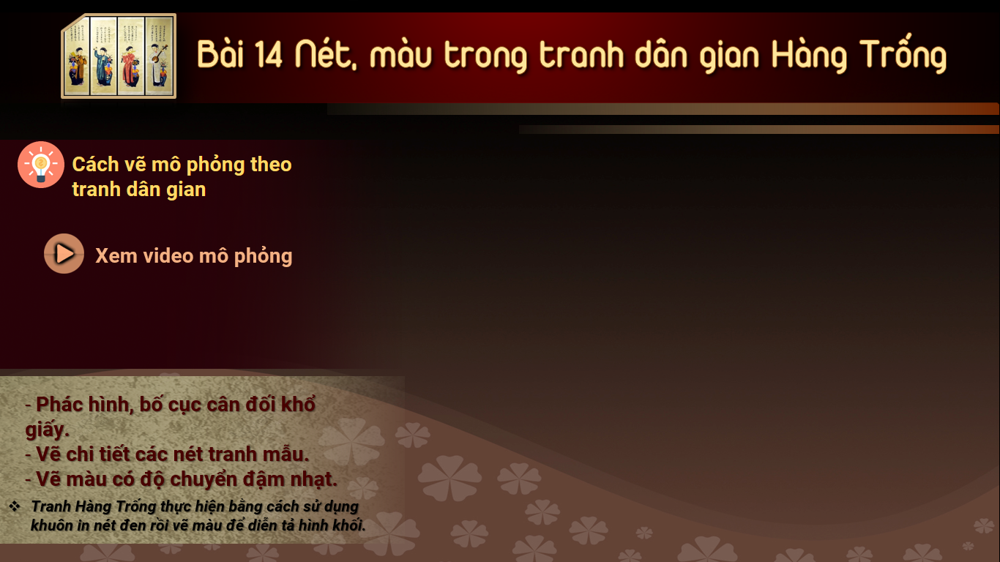 Bài 14 Nét, màu trong tranh dân gian Hàng Trống
Cách vẽ mô phỏng theo
tranh dân gian
Xem video mô phỏng
- Phác hình, bố cục cân đối khổ
giấy.
- Vẽ chi tiết các nét tranh mẫu.
- Vẽ màu có độ chuyển đậm nhạt.
❖ Tranh Hàng Trống thực hiện bằng cách sử dụng
khuôn in nét đen rồi vẽ màu để diễn tả hình khối.